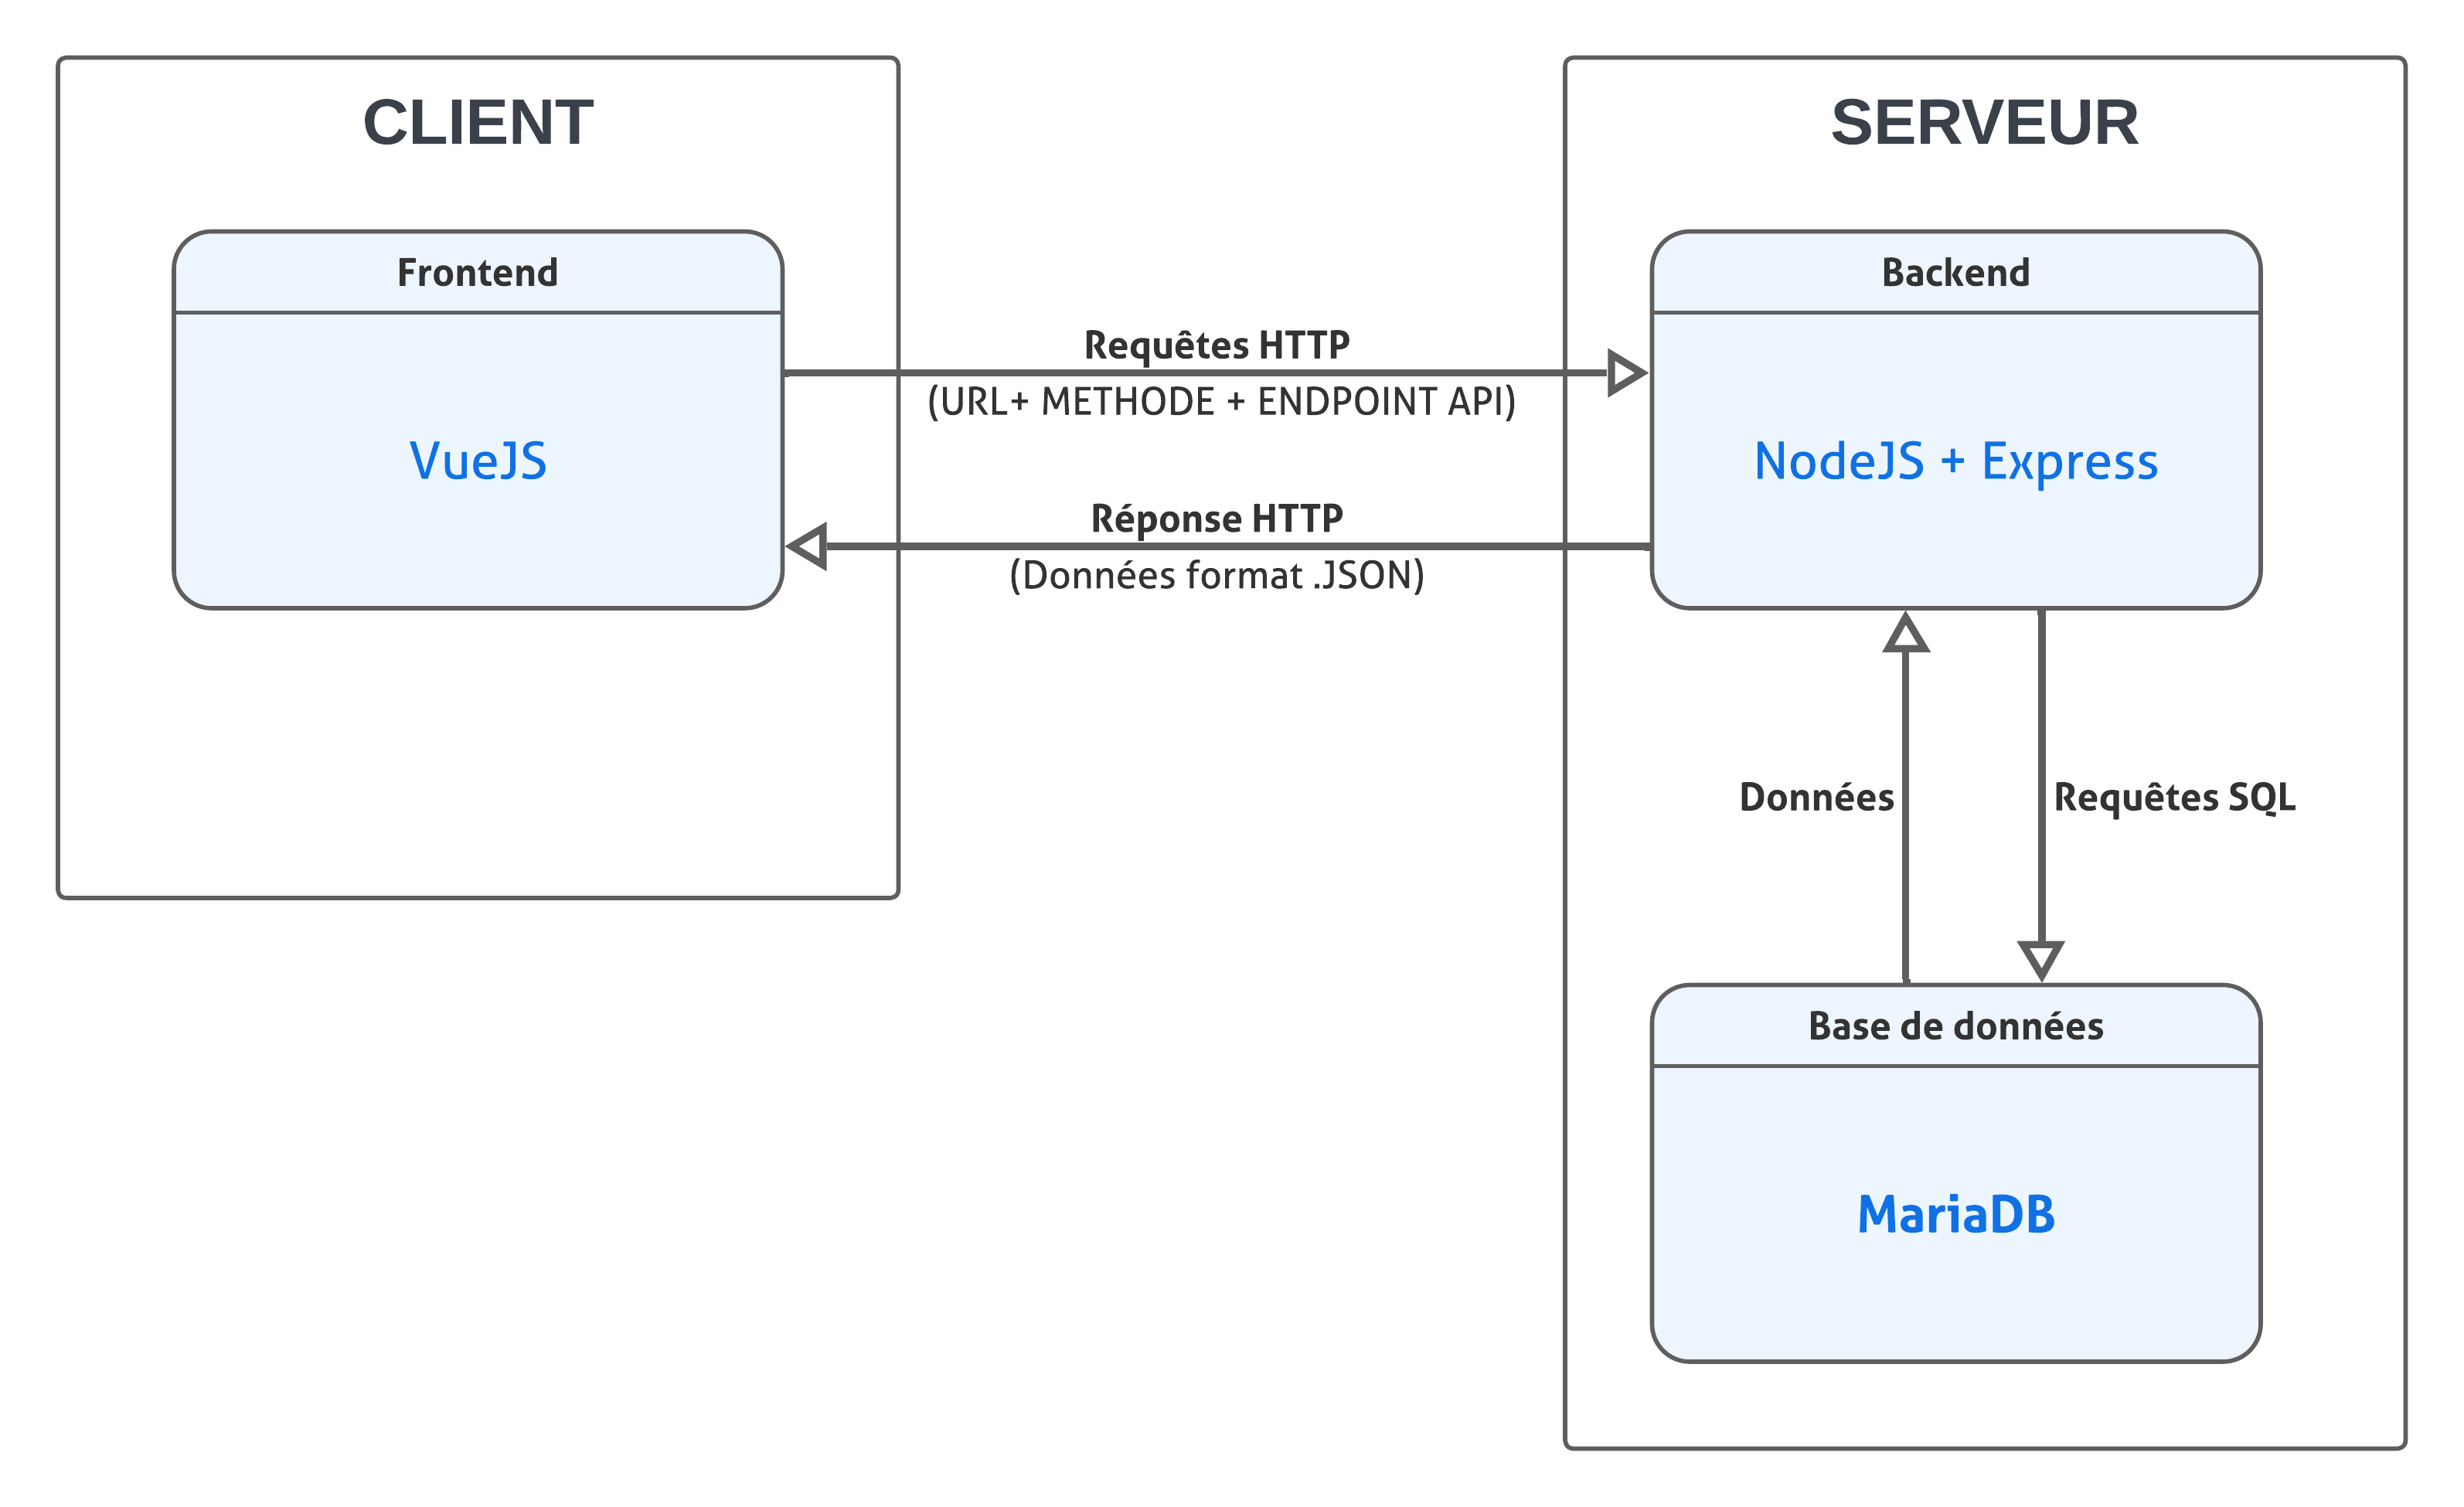 CLIENT
Frontend
VueJS
Requêtes HTTP
(URL+ METHODE + ENDPOINT API)
Réponse HTTP
(Données format .JSON)
SERVEUR
Backend
NodeJS + Express
Données
Requêtes SQL
Base de données
MariaDB